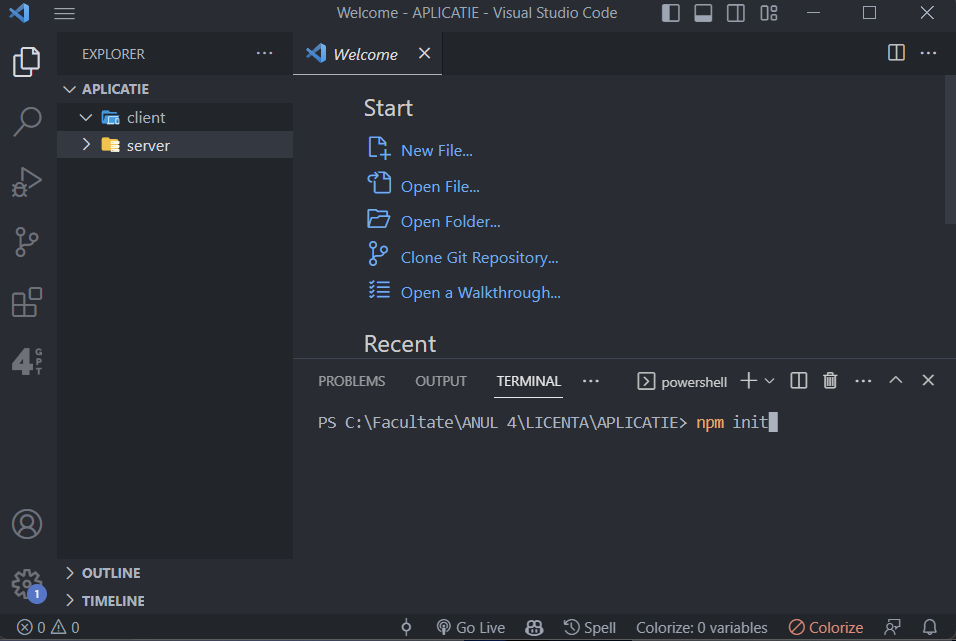 Welcome - APLICATIE - Visual Studio Code
EXPLORER
Welcome
APLICATIE
client
server
Start
New File...
Open File...
Open Folder...
Clone Git Repository...
Open a Walkthrough...
Recent
PROBLEMS OUTPUT TERMINAL powershell
PS C:\Facultate\ANUL 4\LICENTA\APLICATIE> npm init
4 GPT
1
OUTLINE
TIMELINE
0 0 Go Live Spell Colorize: 0 variables Colorize